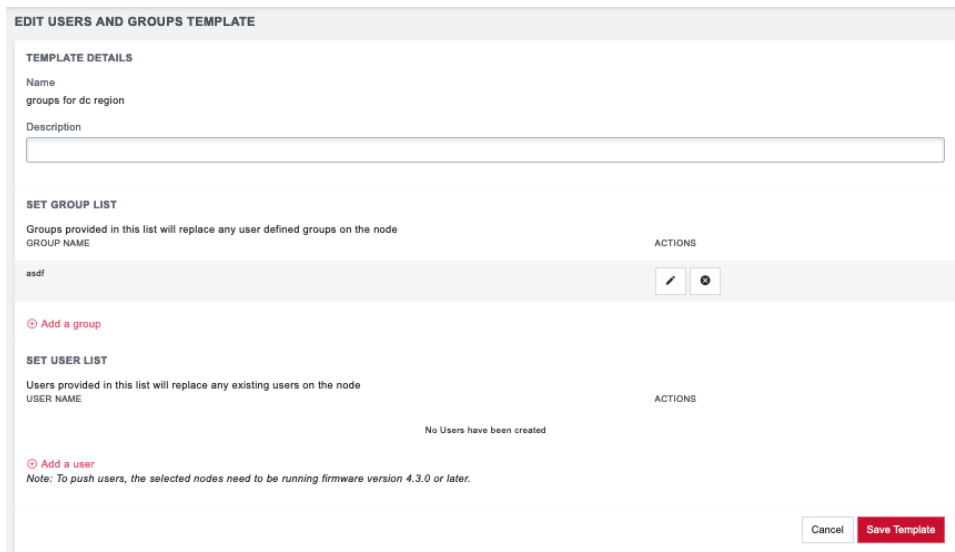 EDIT USERS AND GROUPS TEMPLATE
TEMPLATE DETAILS
Name
groups for dc region
Description
SET GROUP LIST
Groups provided in this list will replace any user defined groups on the node
GROUP NAME ACTIONS
asdf
Add a group
SET USER LIST
Users provided in this list will replace any existing users on the node
USER NAME ACTIONS
No Users have been created
Add a user
Note: To push users, the selected nodes need to be running firmware version 4.3.0 or later.
Cancel Save Template